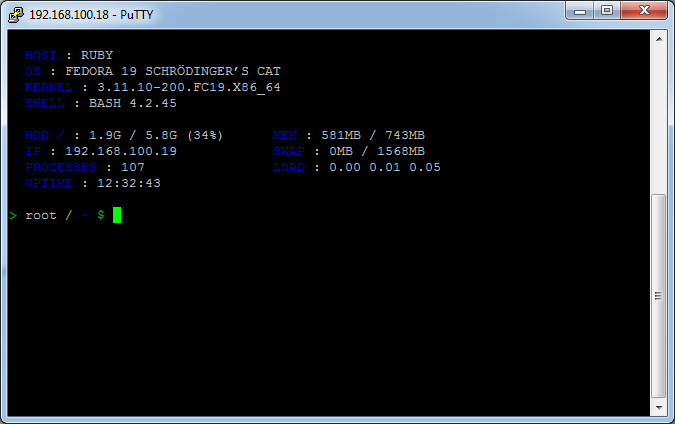 192.168.100.18 - PuTTY
HOST : RUBY
OS : FEDORA 19 SCHRÖDINGER’S CAT
KERNEL : 3.11.10-200.FC19.X86_64
SHELL : BASH 4.2.45
HDD / : 1.9G / 5.8G (34%) MEM : 581MB / 743MB
IP : 192.168.100.19 SWAP : 0MB / 1568MB
PROCESSES : 107 LOAD : 0.00 0.01 0.05
UPTIME : 12:32:43
> root / ~ $